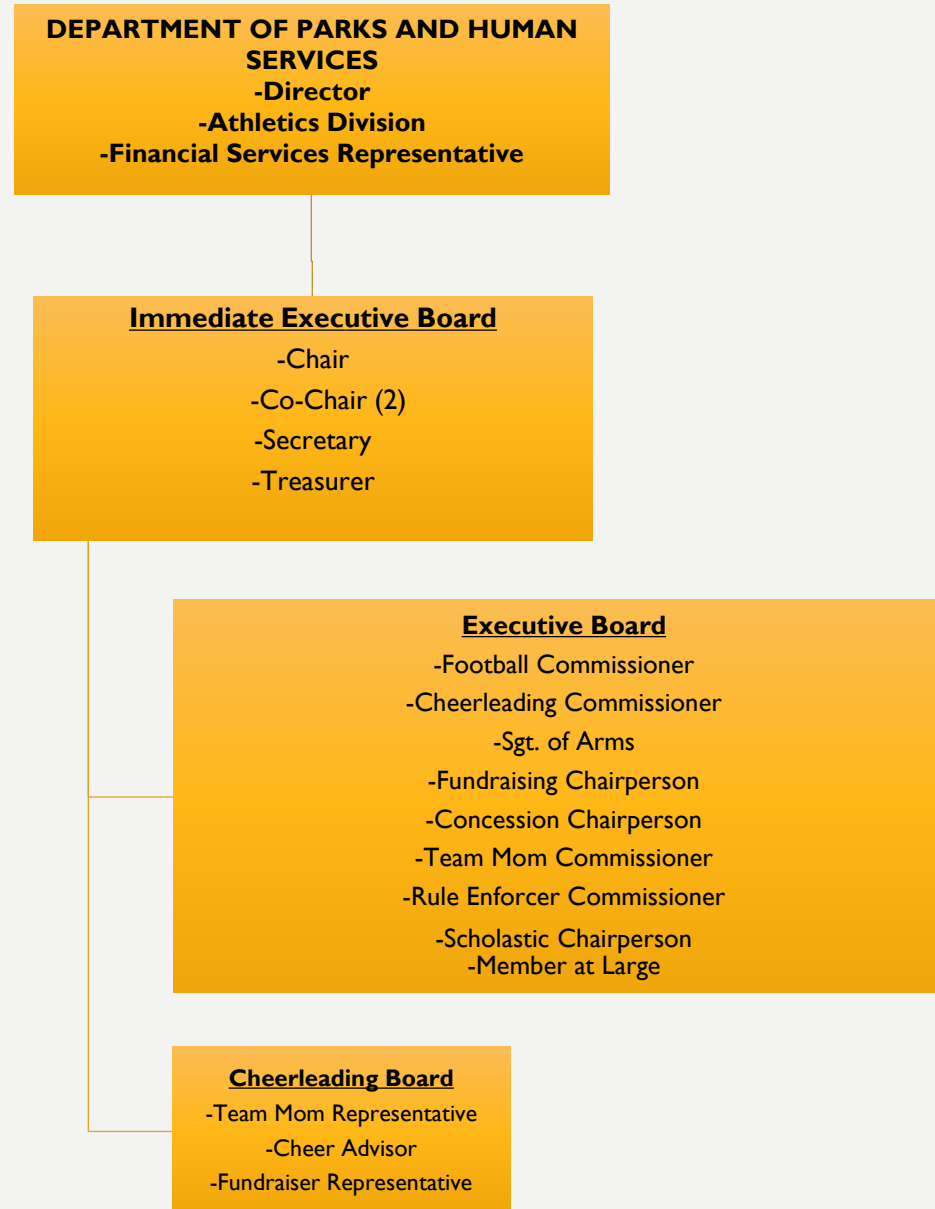 DEPARTMENT OF PARKS AND HUMAN
SERVICES
-Director
-Athletics Division
-Financial Services Representative
Immediate Executive Board
-Chair
-Co-Chair (2)
-Secretary
-Treasurer
Executive Board
-Football Commissioner
-Cheerleading Commissioner
-Sgt. of Arms
-Fundraising Chairperson
-Concession Chairperson
-Team Mom Commissioner
-Rule Enforcer Commissioner
-Scholastic Chairperson
-Member at Large
Cheerleading Board
-Team Mom Representative
-Cheer Advisor
-Fundraiser Representative